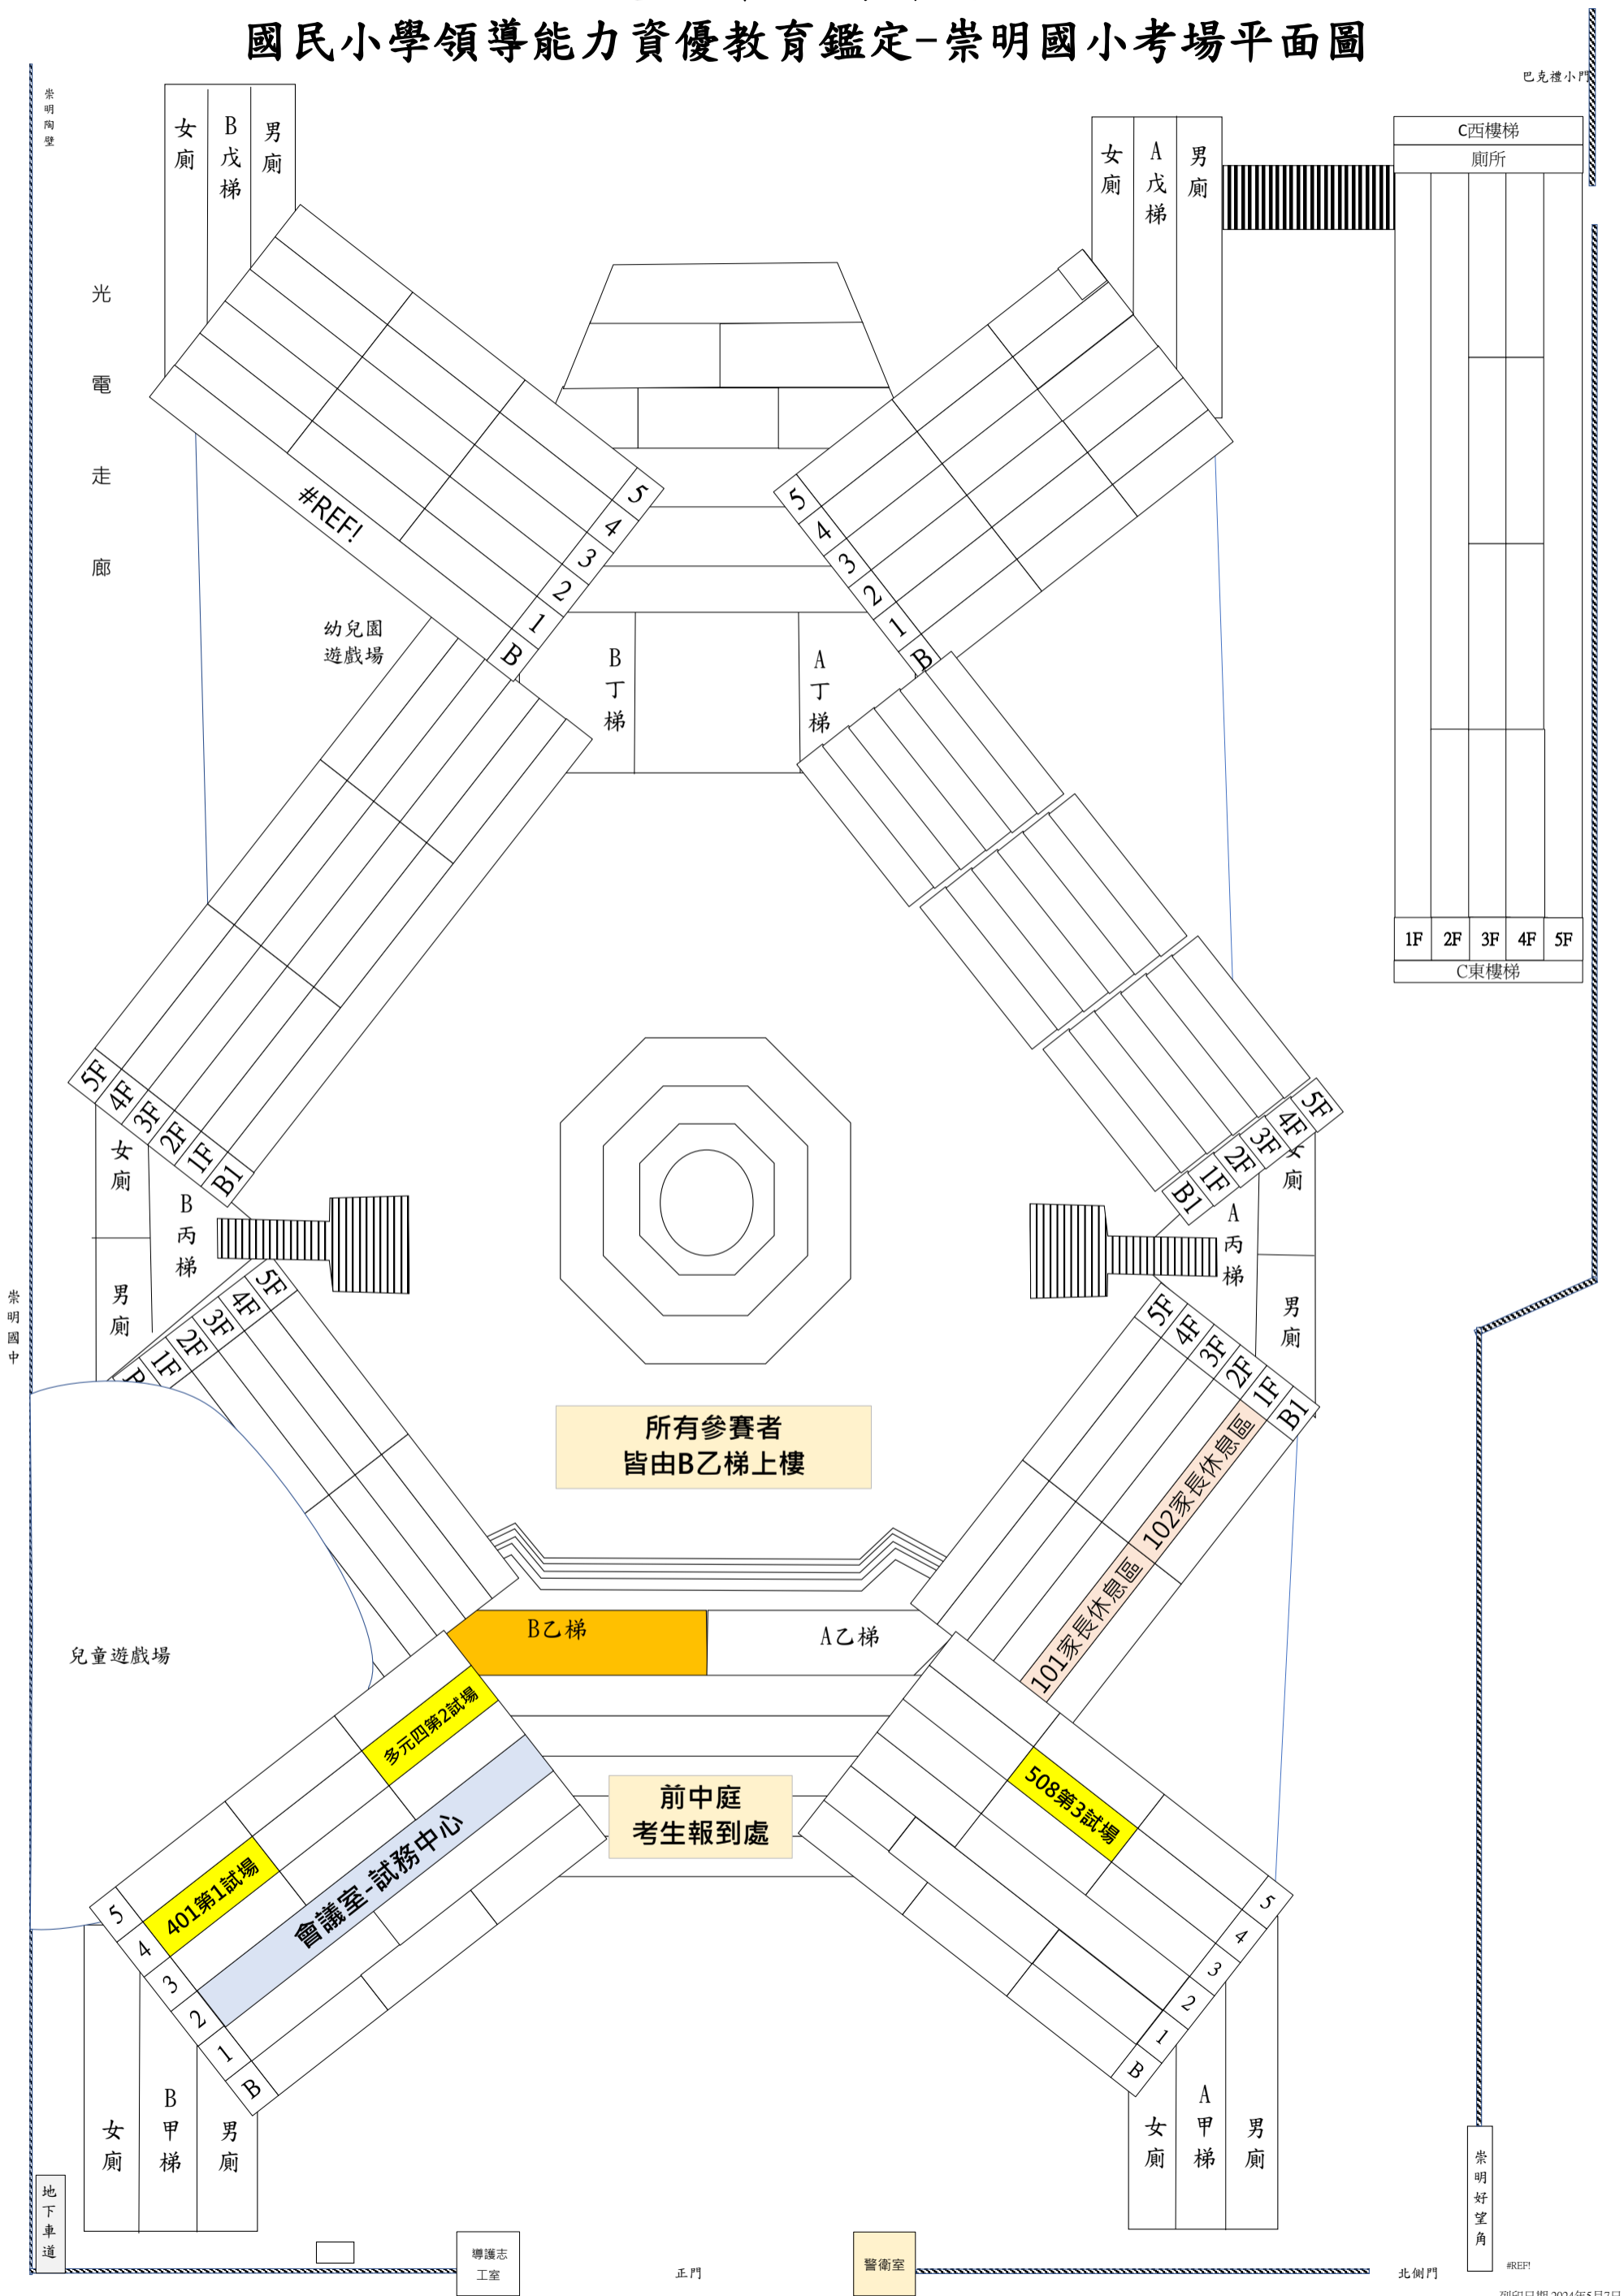 國民小學領導能力資優教育鑑定-崇明國小考場平面圖
巴克禮小門
崇明陶壁
女廁
B戊梯
男廁
女廁
A戊梯
男廁
C西樓梯
廁所
光電走廊
#REF!
5
4
3
2
1
B
5
4
3
2
1
B
幼兒園
遊戲場
B丁梯
A丁梯
1F
2F
3F
4F
5F
C東樓梯
5F
4F
3F
2F
1F
B1
5F
4F
3F
2F
1F
B1
女廁
B丙梯
男廁
女廁
A丙梯
男廁
崇明國中
5F
4F
3F
2F
1F
5F
4F
3F
2F
1F
B1
所有參賽者
皆由B乙梯上樓
102家長休息區
101家長休息區
B乙梯
A乙梯
兒童遊戲場
多元四第2試場
401第1試場
會議室-試務中心
前中庭
考生報到處
508第3試場
5
4
3
2
1
B
5
4
3
2
1
B
女廁
B甲梯
男廁
女廁
A甲梯
男廁
地下車道
崇明好望角
導護志
工室
正門
警衛室
北側門
#REF!